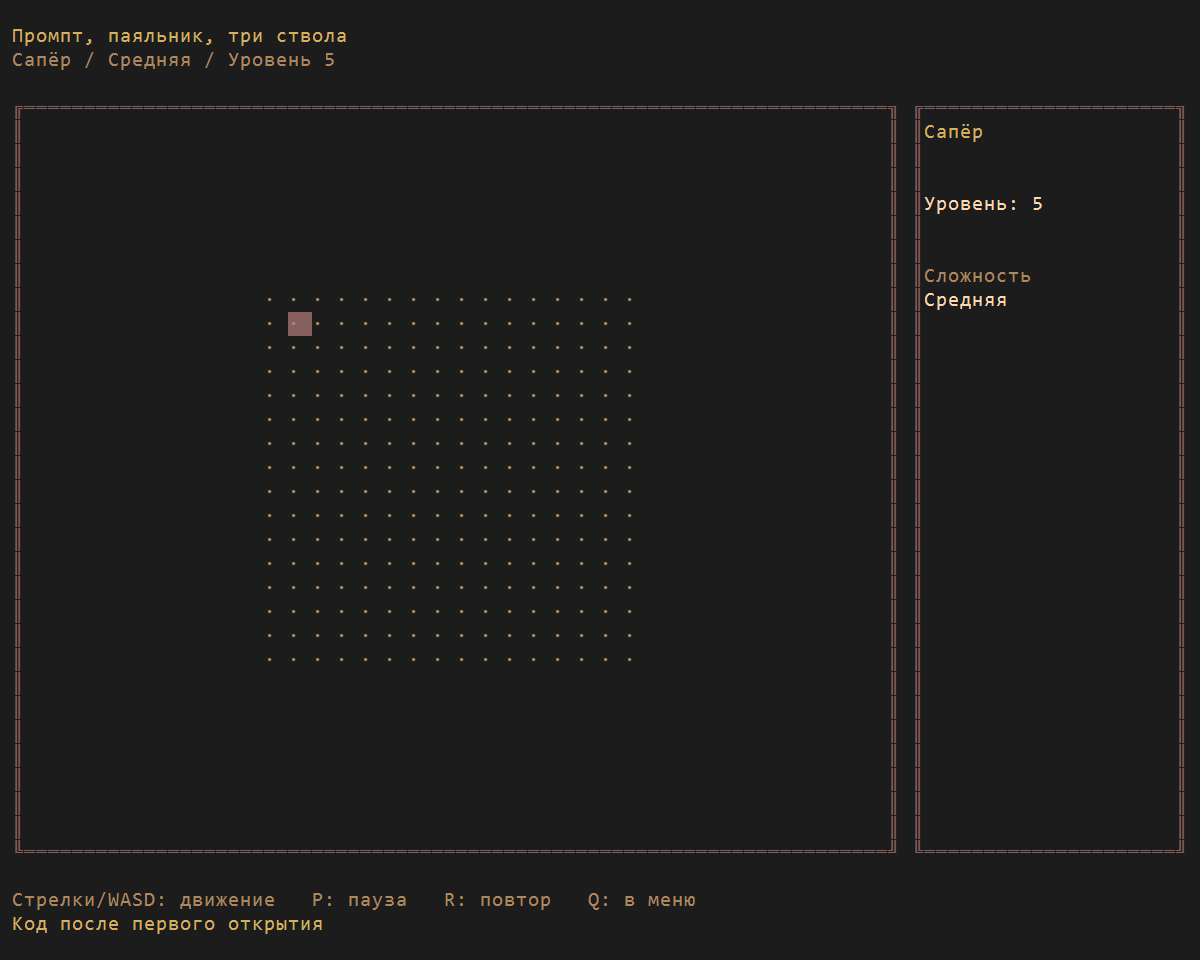 Промпт, паяльник, три ствола
Сапёр / Средняя / Уровень 5
Сапёр
Уровень: 5
Сложность
Средняя
Стрелки/WASD: движение   P: пауза   R: повтор   Q: в меню
Код после первого открытия